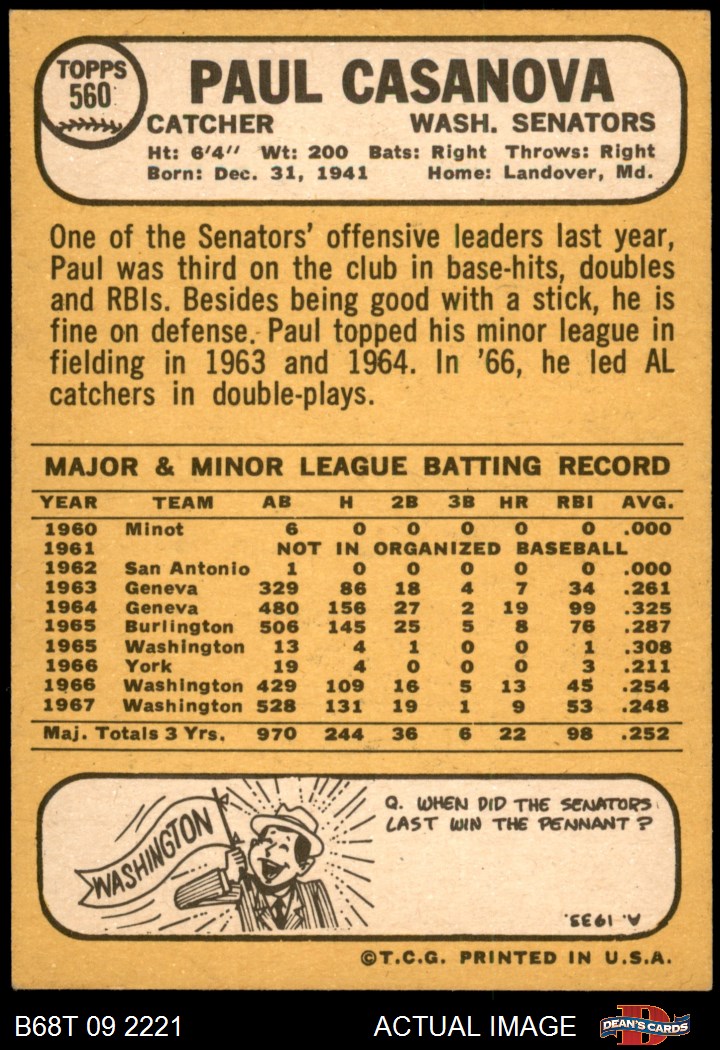 TOPPS
560
PAUL CASANOVA
CATCHER WASH. SENATORS
Ht: 6'4" Wt: 200 Bats: Right Throws: Right
Born: Dec. 31, 1941 Home: Landover, Md.
One of the Senators' offensive leaders last year,
Paul was third on the club in base-hits, doubles
and RBIs. Besides being good with a stick, he is
fine on defense. Paul topped his minor league in
fielding in 1963 and 1964. In '66, he led AL
catchers in double-plays.
MAJOR & MINOR LEAGUE BATTING RECORD
YEAR TEAM AB H 2B 3B HR RBI AVG.
1960 Minot 6 0 0 0 0 0 .000
1961 NOT IN ORGANIZED BASEBALL
1962 San Antonio 1 0 0 0 0 0 .000
1963 Geneva 329 86 18 4 7 34 .261
1964 Geneva 480 156 27 2 19 99 .325
1965 Burlington 506 145 25 5 8 76 .287
1965 Washington 13 4 1 0 0 1 .308
1966 York 19 4 0 0 0 3 .211
1966 Washington 429 109 16 5 13 45 .254
1967 Washington 528 131 19 1 9 53 .248
Maj. Totals 3 Yrs. 970 244 36 6 22 98 .252
WASHINGTON
Q. WHEN DID THE SENATORS
LAST WIN THE PENNANT?
A. 1933.
©T.C.G. PRINTED IN U.S.A.
B68T 09 2221 ACTUAL IMAGE D DEAN'S CARDS